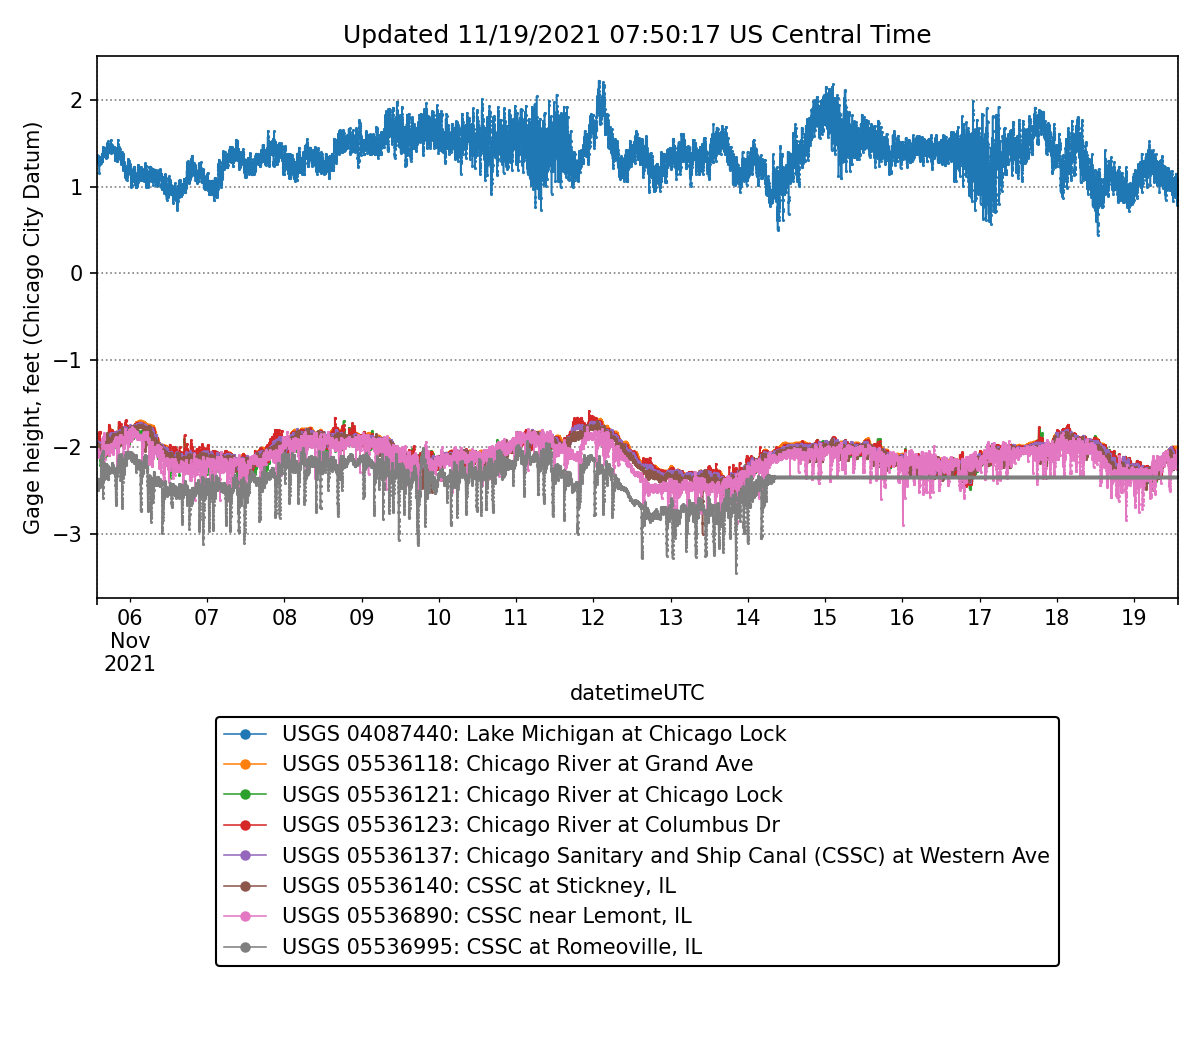 Updated 11/19/2021 07:50:17 US Central Time
Gage height, feet (Chicago City Datum)
2
1
0
−1
−2
−3
06 07 08 09 10 11 12 13 14 15 16 17 18 19
Nov
2021
datetimeUTC
USGS 04087440: Lake Michigan at Chicago Lock
USGS 05536118: Chicago River at Grand Ave
USGS 05536121: Chicago River at Chicago Lock
USGS 05536123: Chicago River at Columbus Dr
USGS 05536137: Chicago Sanitary and Ship Canal (CSSC) at Western Ave
USGS 05536140: CSSC at Stickney, IL
USGS 05536890: CSSC near Lemont, IL
USGS 05536995: CSSC at Romeoville, IL